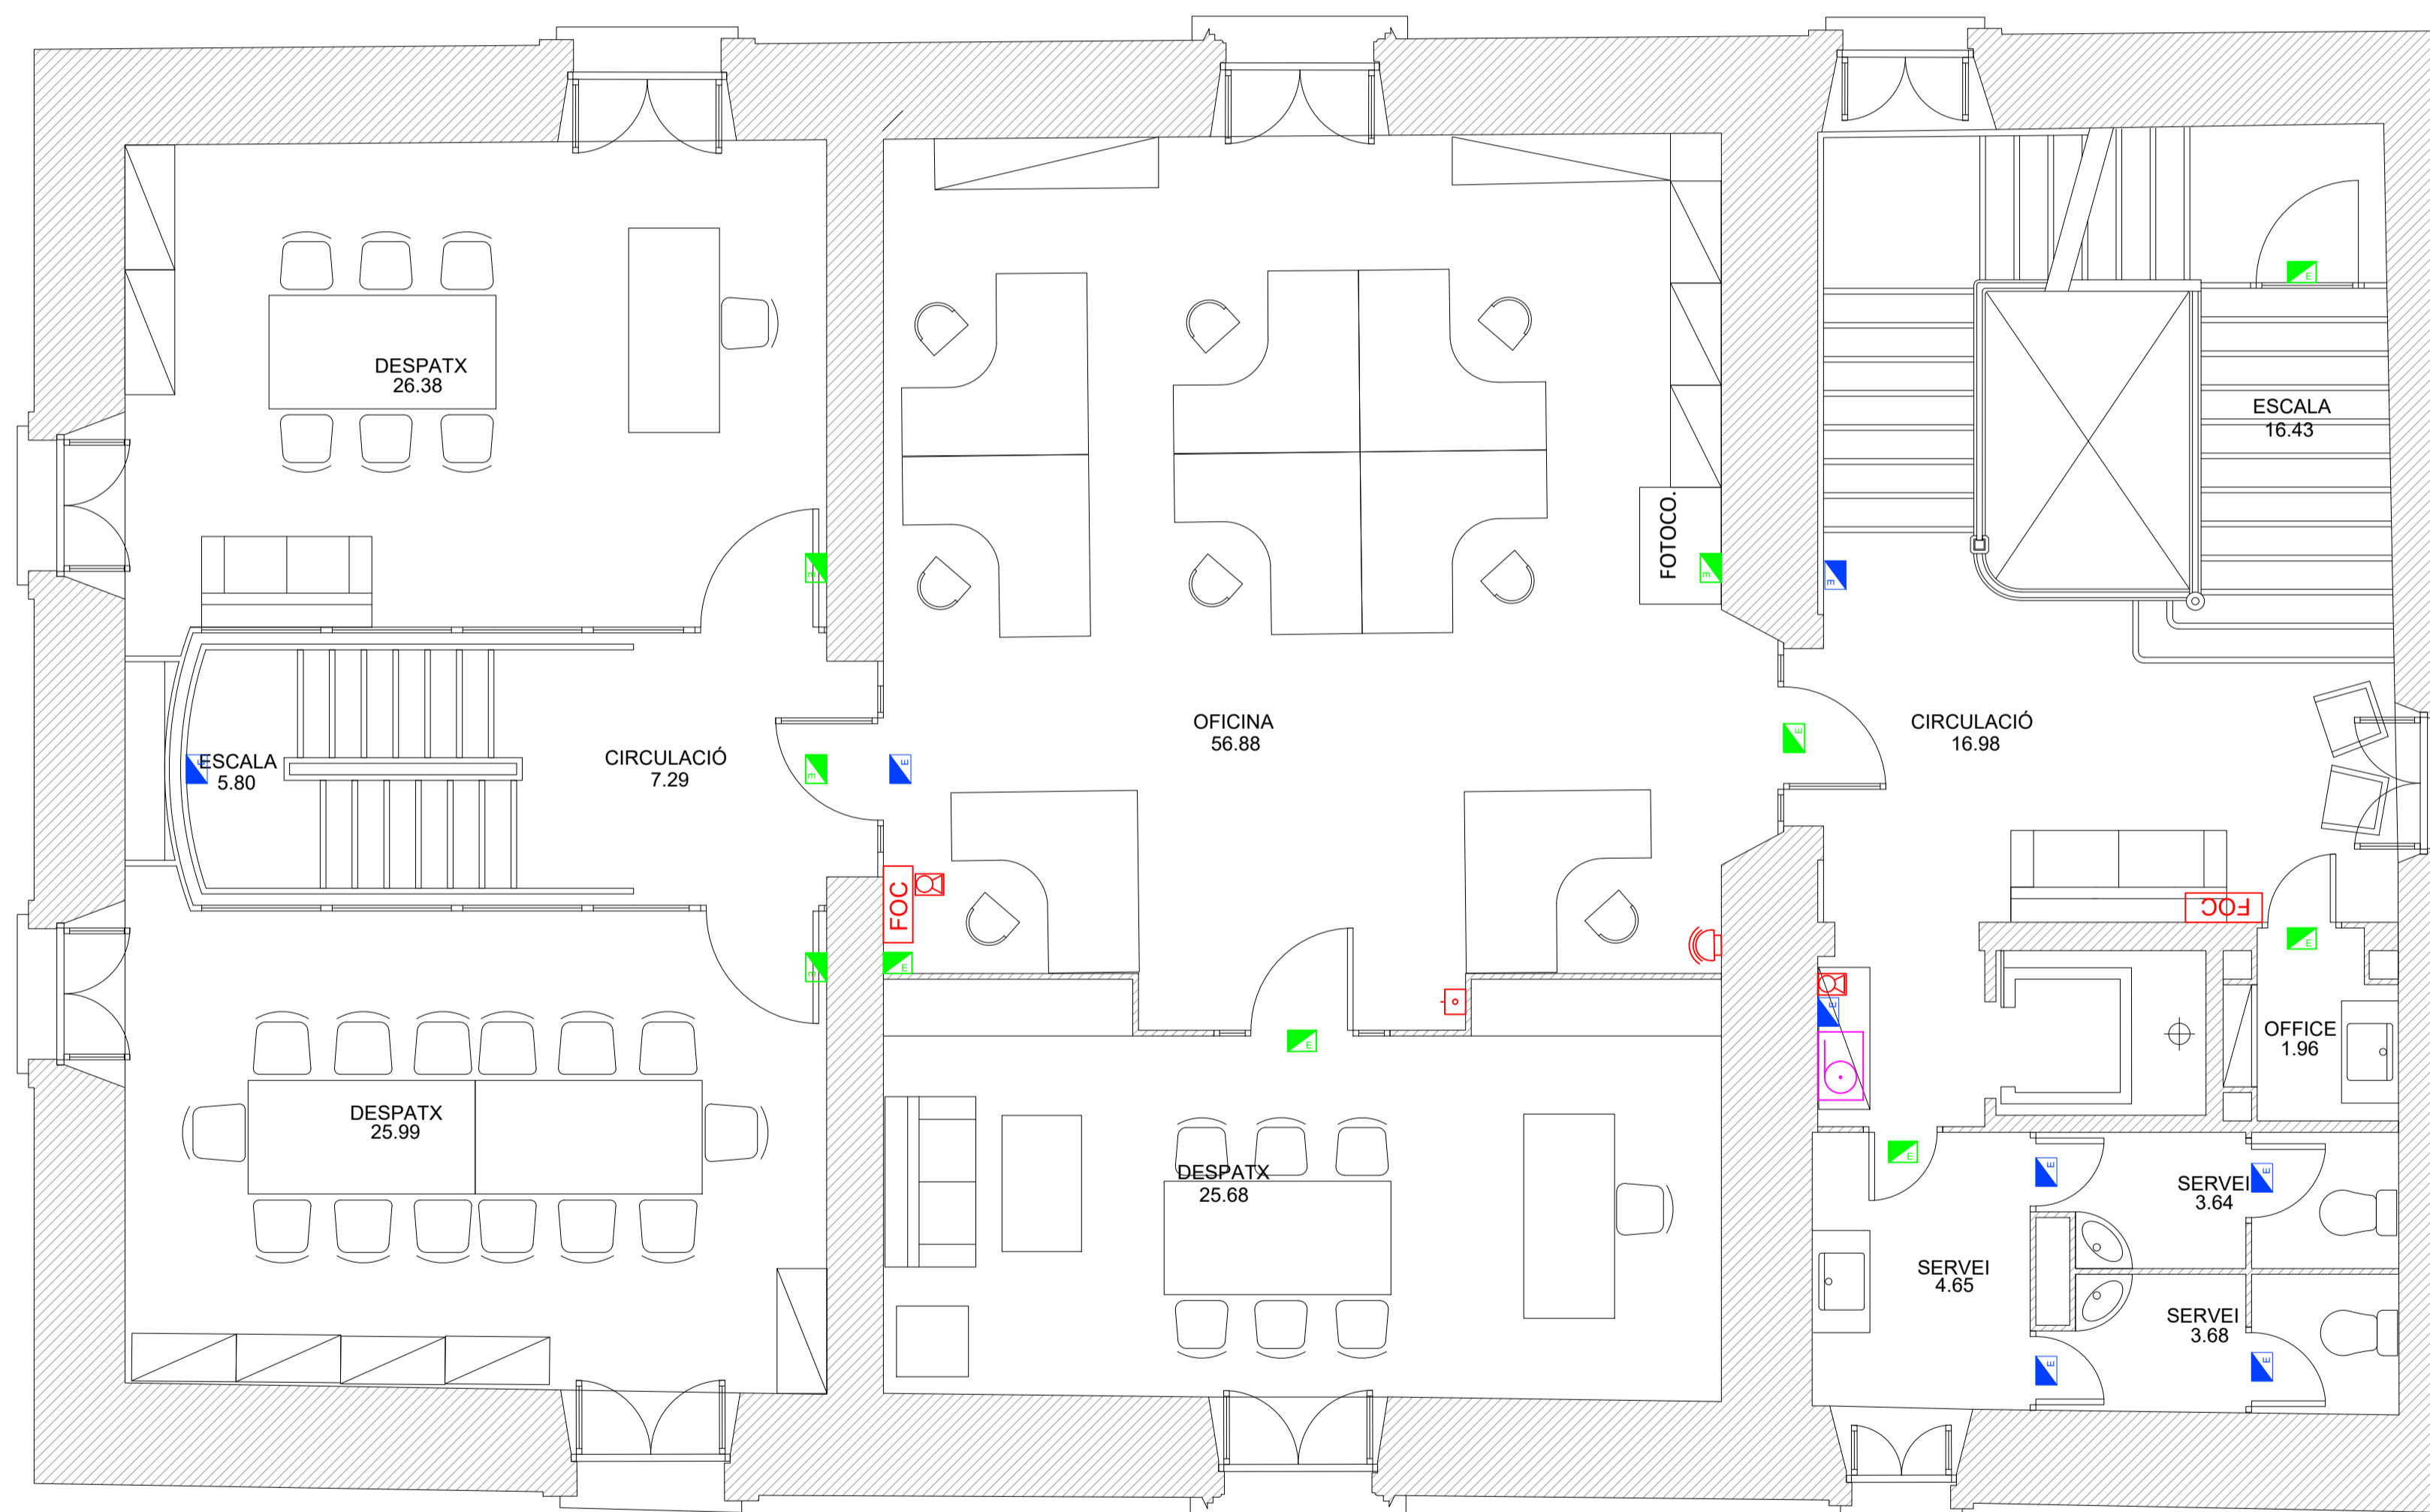 DESPATX
26.38
E
E
FOTOCO.
E
E
E
ESCALA
16.43
ESCALA
5.80
E
CIRCULACIÓ
7.29
E
E
OFICINA
56.88
E
CIRCULACIÓ
16.98
FOC
E
E
FOC
E
E
E
OFFICE
1.96
DESPATX
25.99
DESPATX
25.68
E
E
E
SERVEI
3.64
SERVEI
4.65
SERVEI
3.68
E
E